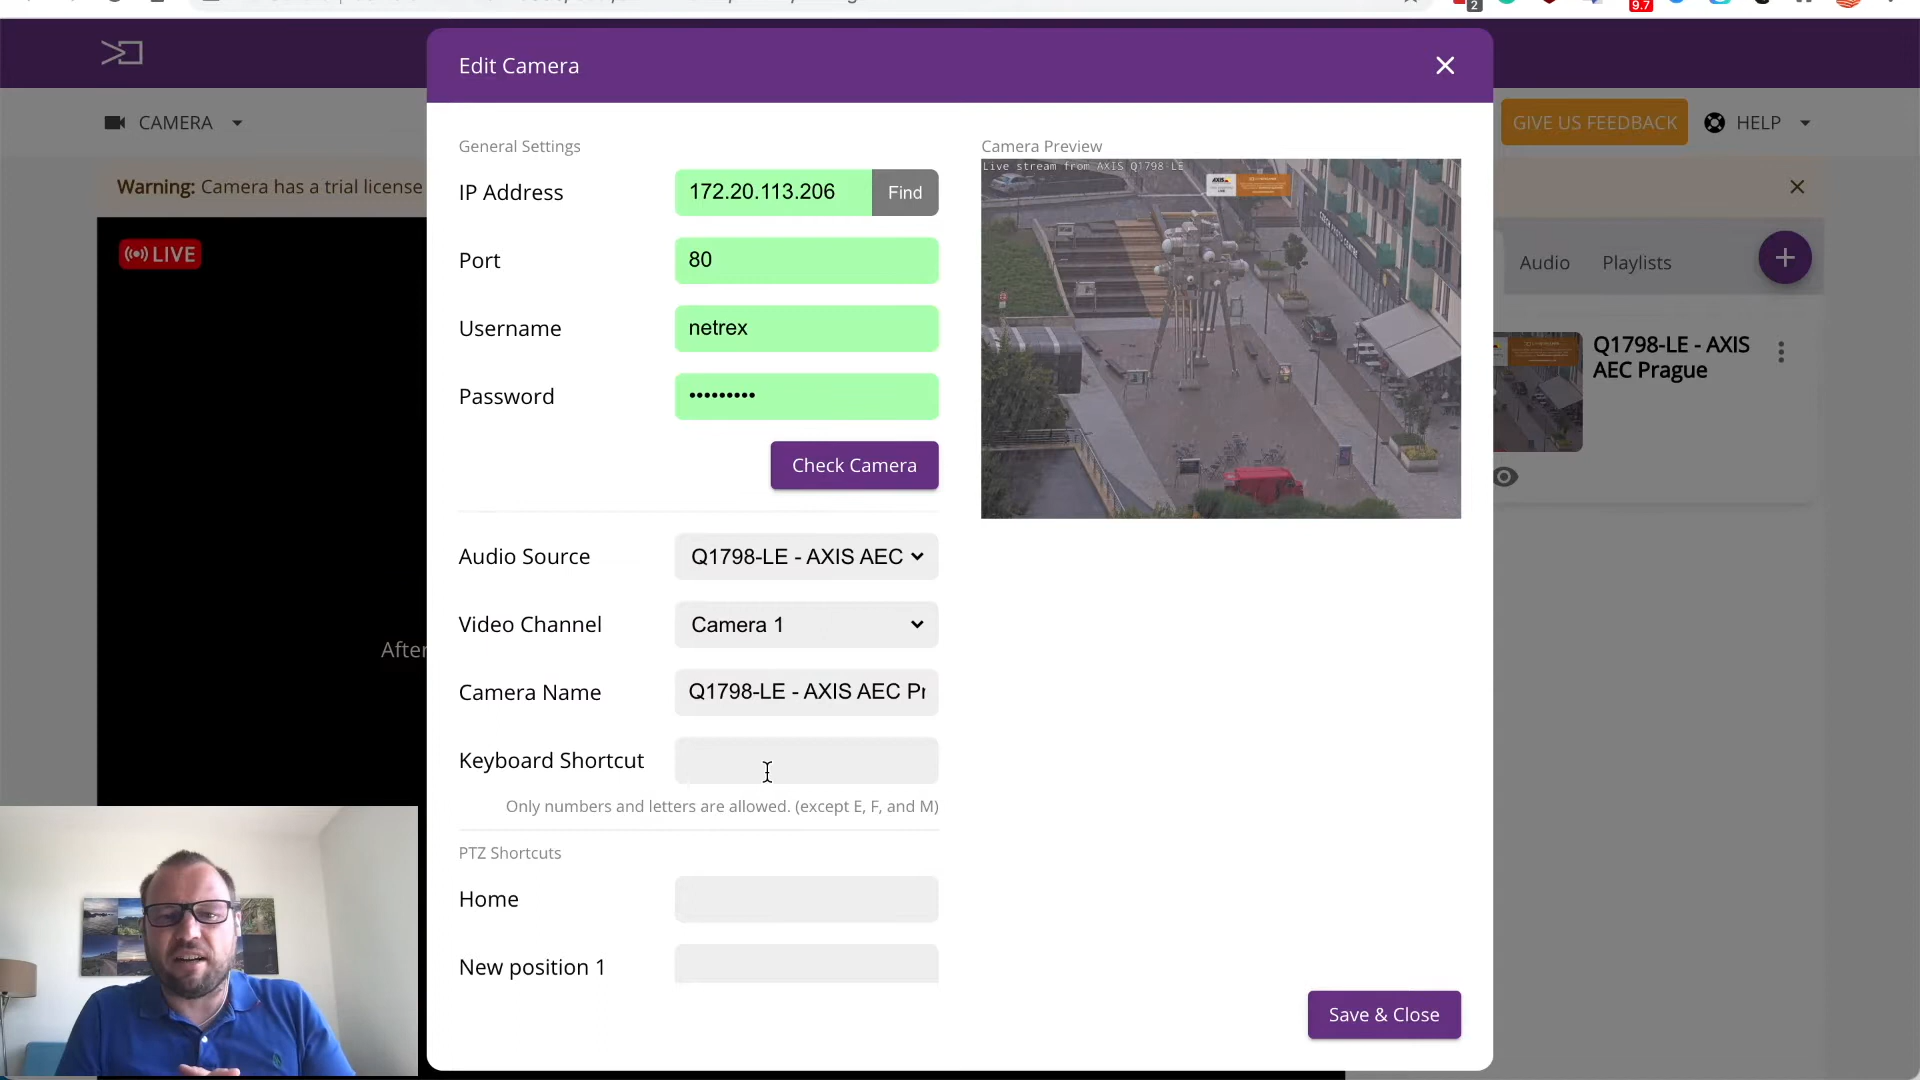 2
9.7
Edit Camera
CAMERA
GIVE US FEEDBACK
HELP
Warning: Camera has a trial license
LIVE
After
General Settings
IP Address
172.20.113.206
Find
Port
80
Username
netrex
Password
•••••••••
Check Camera
Audio Source
Q1798-LE - AXIS AEC
Video Channel
Camera 1
Camera Name
Q1798-LE - AXIS AEC Pr
Keyboard Shortcut
Only numbers and letters are allowed. (except E, F, and M)
PTZ Shortcuts
Home
New position 1
Camera Preview
Live stream from AXIS Q1798-LE
AXIS
Save & Close
Audio
Playlists
Q1798-LE - AXIS
AEC Prague